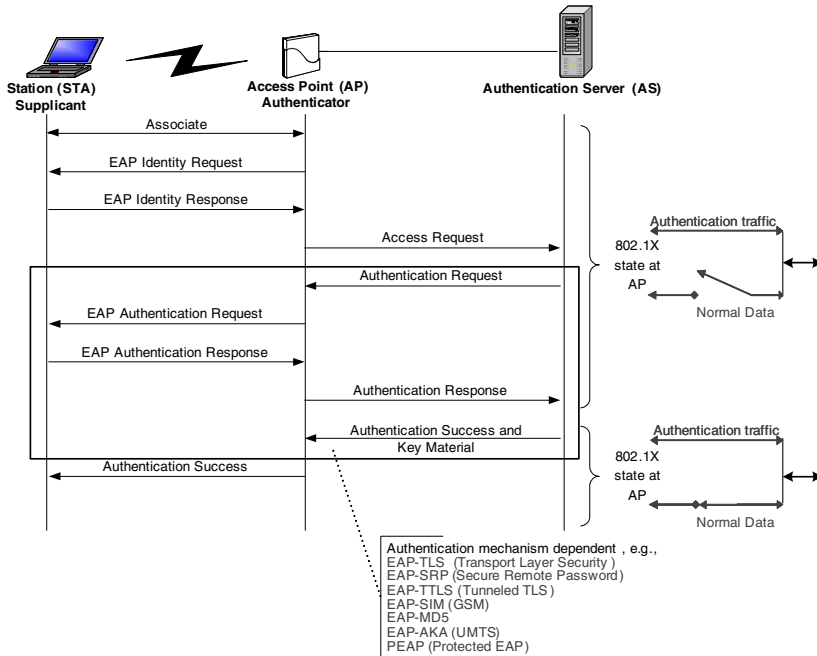 Station (STA)
Supplicant
Access Point (AP)
Authenticator
Authentication Server (AS)
Associate
EAP Identity Request
EAP Identity Response
Access Request
Authentication Request
EAP Authentication Request
EAP Authentication Response
Authentication Response
Authentication Success and
Key Material
Authentication Success
802.1X
state at
AP
Authentication traffic
Normal Data
802.1X
state at
AP
Authentication traffic
Normal Data
Authentication mechanism dependent , e.g.,
EAP-TLS (Transport Layer Security )
EAP-SRP (Secure Remote Password)
EAP-TTLS (Tunneled TLS )
EAP-SIM (GSM)
EAP-MD5
EAP-AKA (UMTS)
PEAP (Protected EAP )